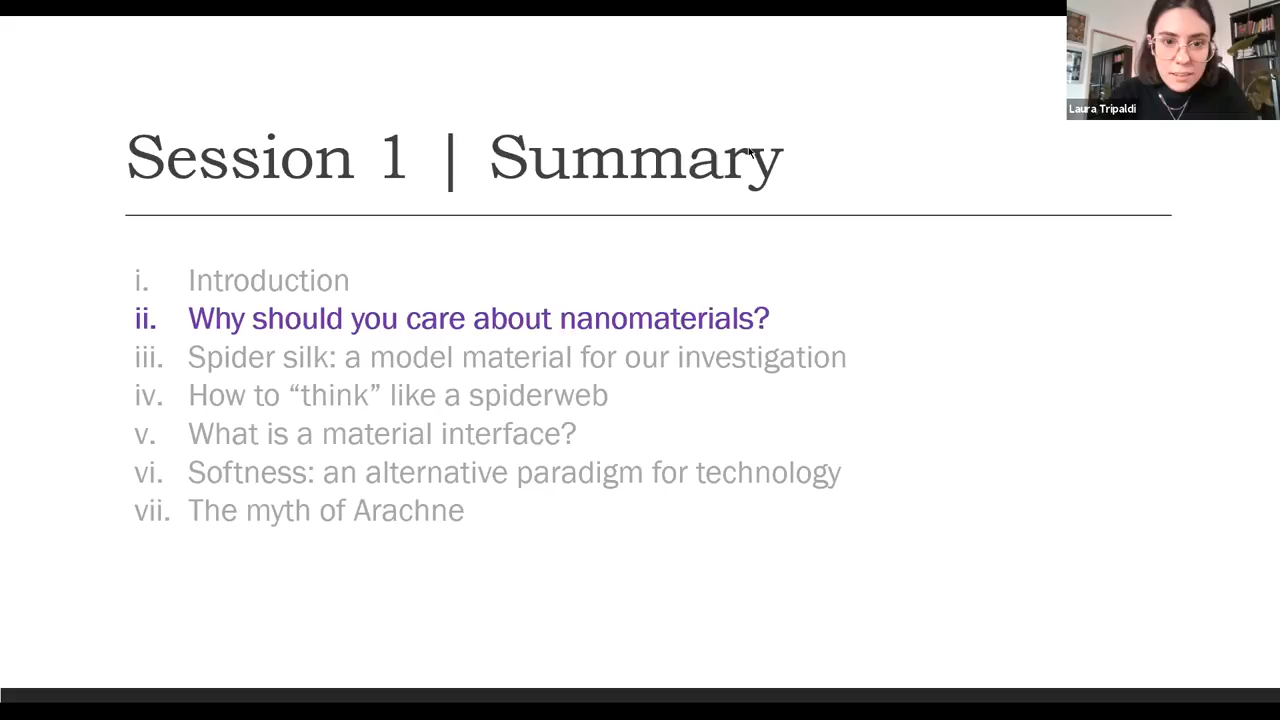 Laura Tripaldi
Session 1 | Summary
i. Introduction
ii. Why should you care about nanomaterials?
iii. Spider silk: a model material for our investigation
iv. How to “think” like a spiderweb
v. What is a material interface?
vi. Softness: an alternative paradigm for technology
vii. The myth of Arachne